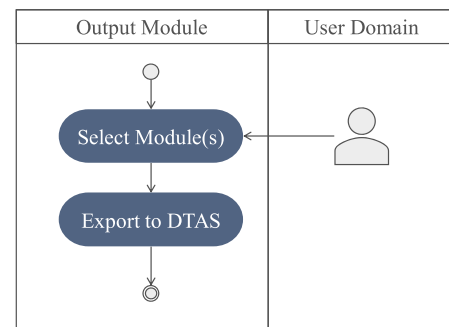 Output Module
User Domain
Select Module(s)
Export to DTAS